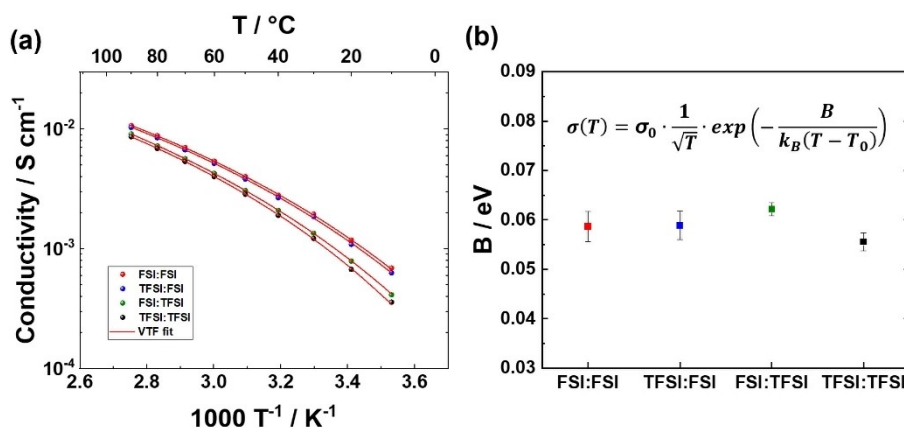 (a)
T / °C
100 80 60 40 20 0
10⁻²
10⁻³
10⁻⁴
Conductivity / S cm⁻¹
FSI:FSI
TFSI:FSI
FSI:TFSI
TFSI:TFSI
VTF fit
2.6 2.8 3.0 3.2 3.4 3.6
1000 T⁻¹ / K⁻¹
(b)
0.09
0.08
0.07
0.06
0.05
0.04
0.03
B / eV
σ(T) = σ₀ · 1/√T · exp(−B/(k_B(T − T₀)))
FSI:FSI TFSI:FSI FSI:TFSI TFSI:TFSI